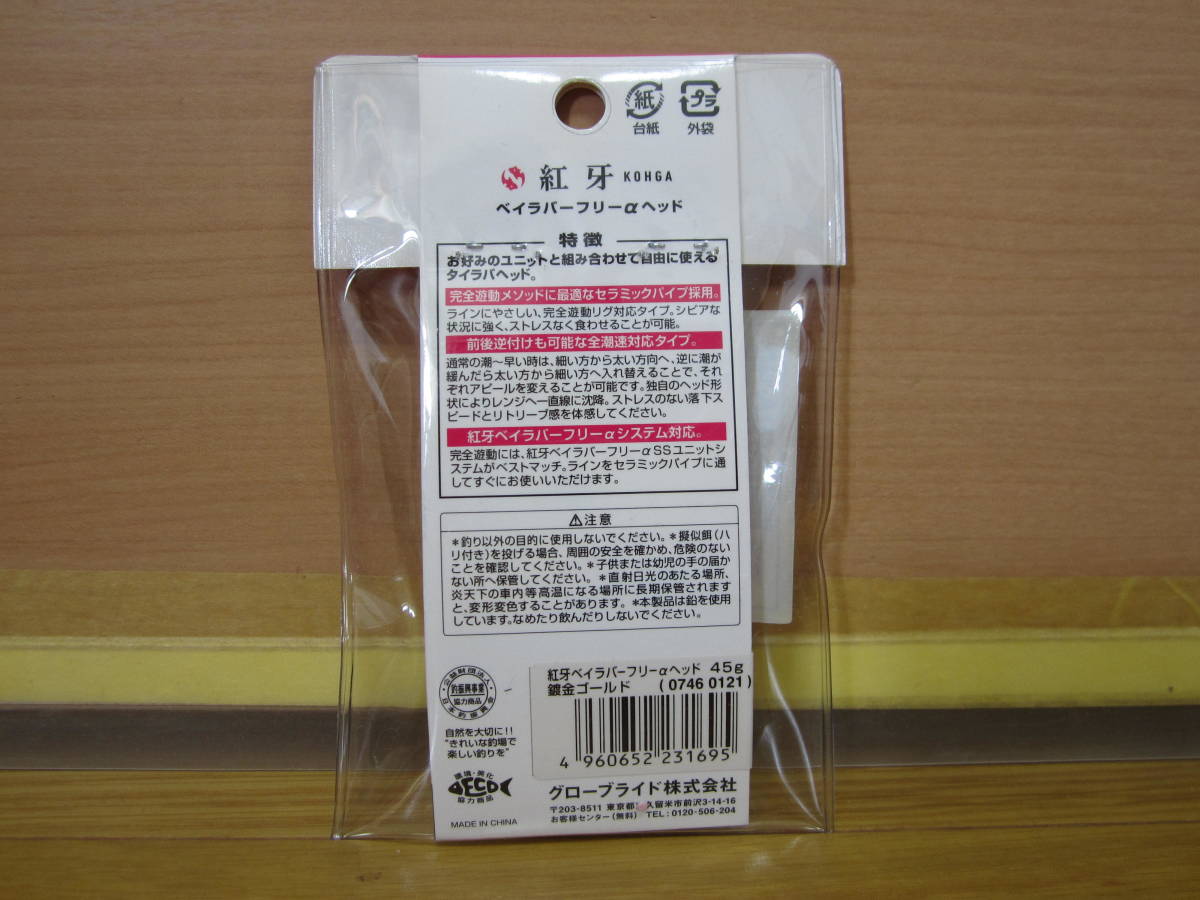 紙
プラ
台紙
外袋
紅牙 KOHGA
ベイラバーフリーαヘッド
特徴
お好みのユニットと組み合わせて自由に使える
タイラバヘッド。
完全遊動メソッドに最適なセラミックパイプ採用。
ラインにやさしい、完全遊動リグ対応タイプ。シビアな
状況に強く、ストレスなく食わせることが可能。
前後逆付けも可能な全潮速対応タイプ。
通常の潮〜早い時は、細い方から太い方向へ、逆に潮が
緩んだら太い方から細い方へ入れ替えることで、それ
ぞれアピールを変えることが可能です。独自のヘッド形
状によりレンジへ一直線に沈降。ストレスのない落下ス
ピードとリトリーブ感を体感してください。
紅牙ベイラバーフリーαシステム対応。
完全遊動には、紅牙ベイラバーフリーαSSユニットシ
ステムがベストマッチ。ラインをセラミックパイプに通
してすぐにお使いいただけます。
⚠注意
＊釣り以外の目的に使用しないでください。＊擬似餌(ハ
リ付き)を投げる場合、周囲の安全を確かめ、危険のない
ことを確認してください。＊子供または幼児の手の届か
ない所へ保管してください。＊直射日光のあたる場所、
炎天下の車内等高温になる場所に長期保管されます
と、変形変色することがあります。＊本製品は鉛を使用
しています。なめたり飲んだりしないでください。
公益財団法人
釣振興事業
協力商品
日本釣振興会
自然を大切に!!
"きれいな釣場で
楽しい釣りを"
環境・美化
ECO
協力商品
MADE IN CHINA
紅牙ベイラバーフリーαヘッド 45g
鍍金ゴールド (0746 0121)
4 960652 231695
グローブライド株式会社
〒203-8511 東京都 久留米市前沢3-14-16
お客様センター(無料) TEL:0120-506-204